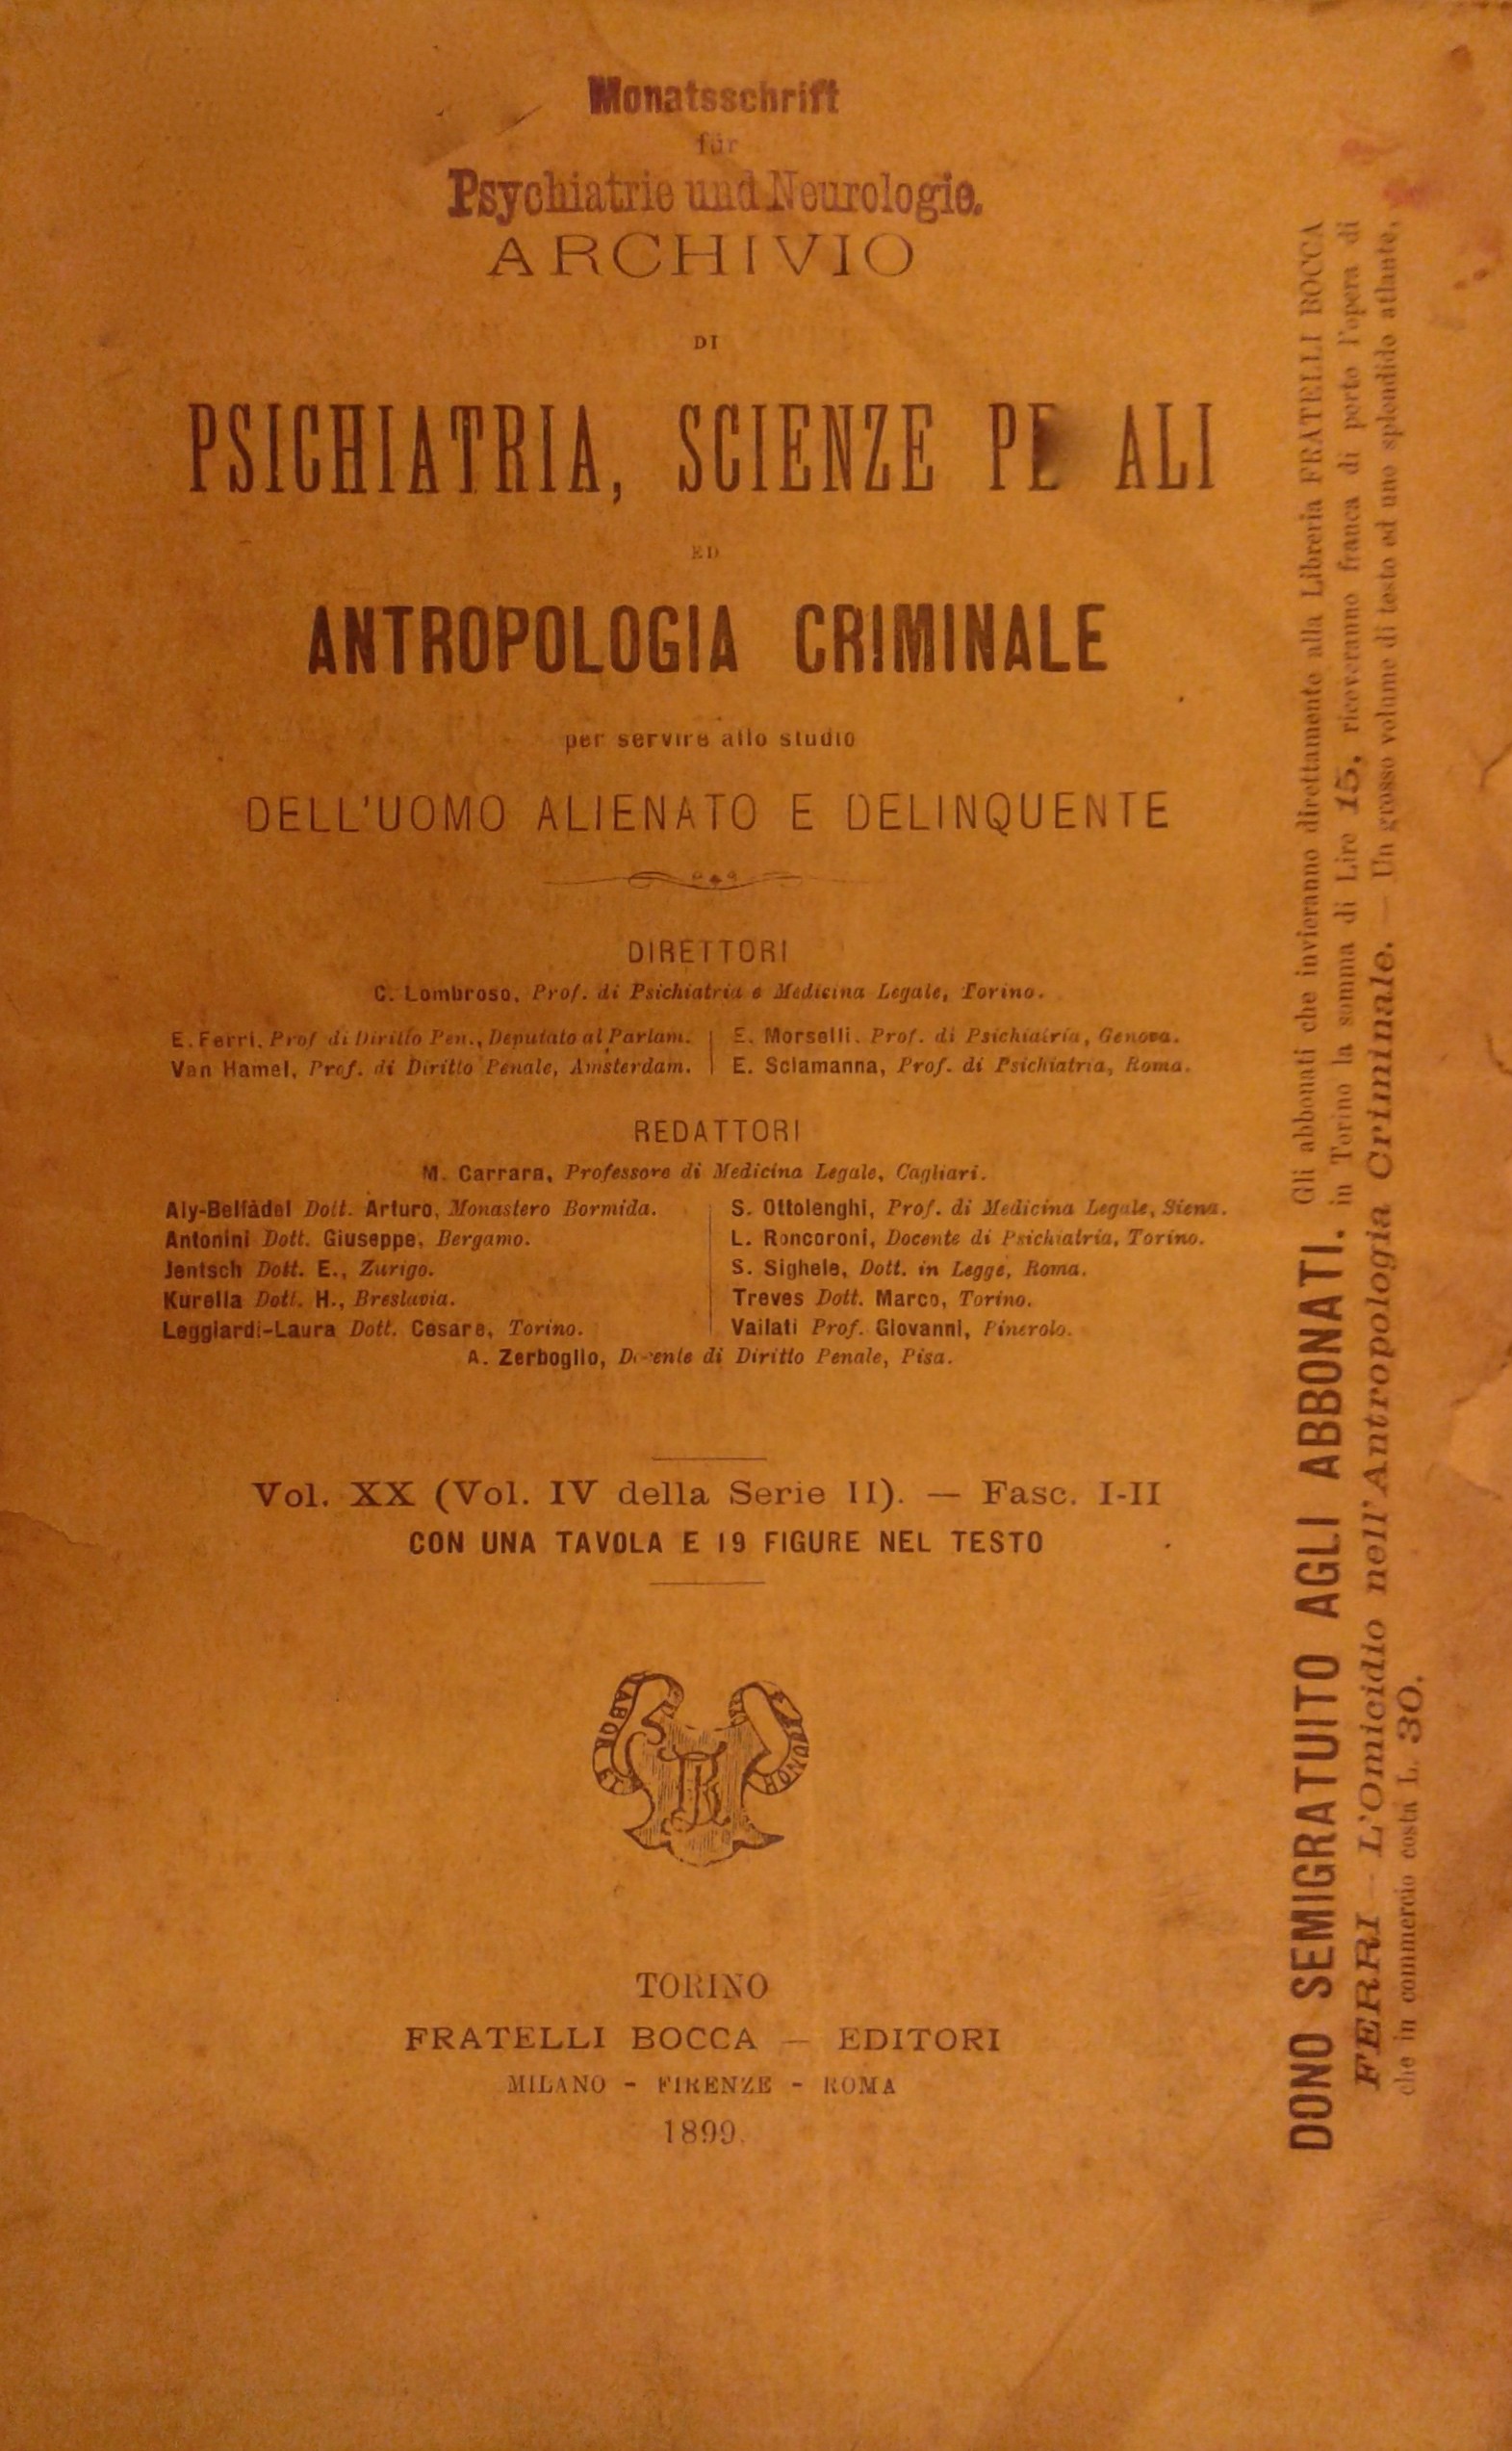 Monatsschrift
für
Psychiatrie und Neurologie.
ARCHIVIO
DI
PSICHIATRIA, SCIENZE PE ALI
ED
ANTROPOLOGIA CRIMINALE
per servire allo studio
DELL'UOMO ALIENATO E DELINQUENTE
DIRETTORI
C. Lombroso, Prof. di Psichiatria e Medicina Legale, Torino.
E. Ferri, Prof di Diritto Pen., Deputato al Parlam.
Van Hamel, Prof. di Diritto Penale, Amsterdam.
E. Morselli. Prof. di Psichiatria, Genova.
E. Sciamanna, Prof. di Psichiatria, Roma.
REDATTORI
M. Carrara, Professore di Medicina Legale, Cagliari.
Aly-Belfàdel Dott. Arturo, Monastero Bormida.
Antonini Dott. Giuseppe, Bergamo.
Jentsch Dott. E., Zurigo.
Kurella Dott. H., Breslavia.
Leggiardi-Laura Dott. Cesare, Torino.
S. Ottolenghi, Prof. di Medicina Legale, Siena.
L. Roncoroni, Docente di Psichiatria, Torino.
S. Sighele, Dott. in Legge, Roma.
Treves Dott. Marco, Torino.
Vailati Prof. Giovanni, Pinerolo.
A. Zerboglio, Docente di Diritto Penale, Pisa.
Vol. XX (Vol. IV della Serie II). — Fasc. I-II
CON UNA TAVOLA E 19 FIGURE NEL TESTO
LABOR ET
HONOR
TORINO
FRATELLI BOCCA — EDITORI
MILANO - FIRENZE - ROMA
1899.
DONO SEMIGRATUITO AGLI ABBONATI. Gli abbonati che invieranno direttamente alla Libreria FRATELLI BOCCA
in Torino la somma di Lire 15, riceveranno franca di porto l'opera di
FERRI — L'Omicidio nell'Antropologia Criminale. — Un grosso volume di testo ed uno splendido atlante,
che in commercio costa L. 30.